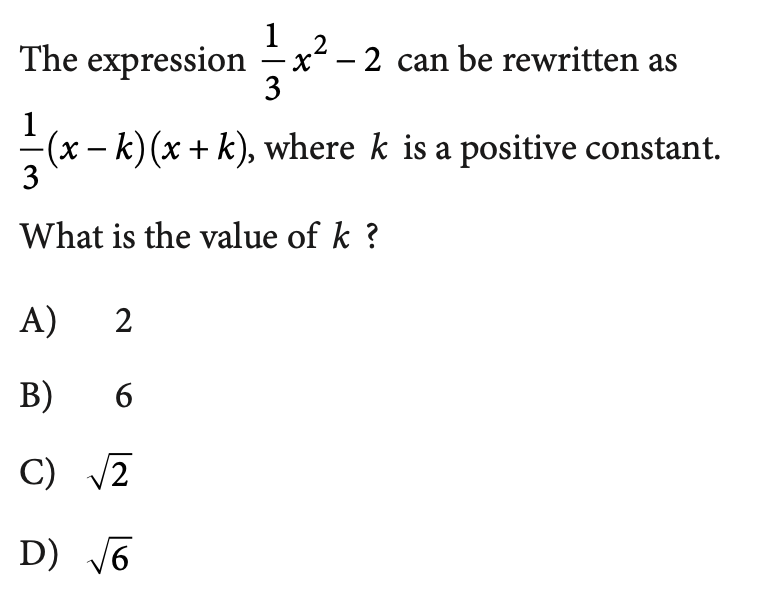 The expression 1/3 x² – 2 can be rewritten as
1/3 (x – k)(x + k), where k is a positive constant.
What is the value of k ?
A) 2
B) 6
C) √2
D) √6